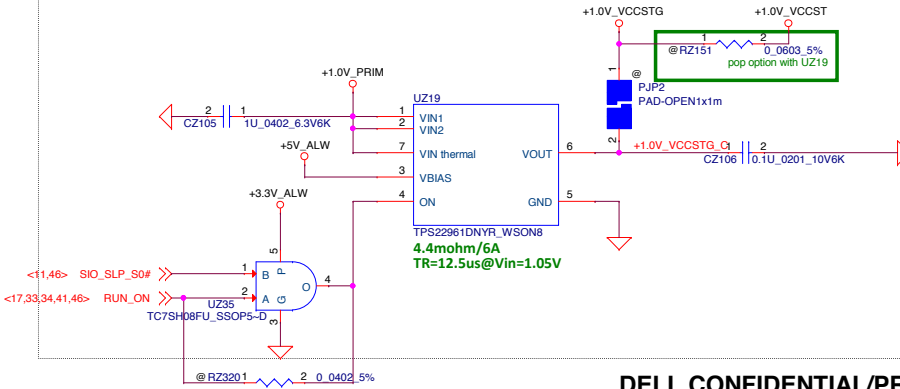 +1.0V_VCCSTG
+1.0V_VCCST
1
2
@ RZ151
0_0603_5%
pop option with UZ19
1
@
PJP2
PAD-OPEN1x1m
2
+1.0V_PRIM
UZ19
2
1
CZ105
1U_0402_6.3V6K
1
VIN1
2
VIN2
+5V_ALW
7
VIN thermal
VOUT
6
+1.0V_VCCSTG_C
1
2
CZ106
0.1U_0201_10V6K
3
VBIAS
+3.3V_ALW
4
ON
GND
5
TPS22961DNYR_WSON8
4.4mohm/6A
TR=12.5us@Vin=1.05V
5
<11,46> SIO_SLP_S0#
1
B
P
O
4
<17,33,34,41,46> RUN_ON
2
A
G
UZ35
TC7SH08FU_SSOP5~D
3
@ RZ320
1
2
0_0402_5%